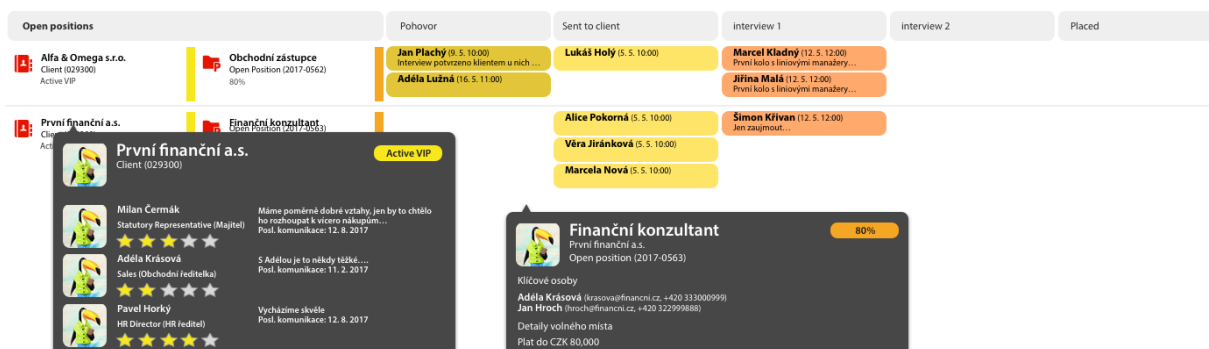 Open positions
Pohovor
Sent to client
interview 1
interview 2
Placed
Alfa & Omega s.r.o.
Client (029300)
Active VIP
Obchodní zástupce
Open Position (2017-0562)
80%
Jan Plachý (9. 5. 10:00)
Interview potvrzeno klientem u nich ...
Adéla Lužná (16. 5. 11:00)
Lukáš Holý (5. 5. 10:00)
Marcel Kladný (12. 5. 12:00)
První kolo s liniovými manažery...
Jiřina Malá (12. 5. 12:00)
První kolo s liniovými manažery...
První finanční a.s.
Finanční konzultant
Open Position (2017-0563)
Alice Pokorná (5. 5. 10:00)
Věra Jiránková (5. 5. 10:00)
Marcela Nová (5. 5. 10:00)
Šimon Křivan (12. 5. 12:00)
Jen zaujmout...
První finanční a.s.
Client (029300)
Active VIP
Milan Čermák
Statutory Representative (Majitel)
Máme poměrně dobré vztahy, jen by to chtělo
ho rozhoupat k vícero nákupům...
Posl. komunikace: 12. 8. 2017
Adéla Krásová
Sales (Obchodní ředitelka)
S Adélou je to někdy těžké....
Posl. komunikace: 11. 2. 2017
Pavel Horký
HR Director (HR ředitel)
Vycházíme skvěle
Posl. komunikace: 12. 8. 2017
Finanční konzultant
První finanční a.s.
Open position (2017-0563)
80%
Klíčové osoby
Adéla Krásová (krasova@financni.cz, +420 333000999)
Jan Hroch (hroch@financni.cz, +420 322999888)
Detaily volného místa
Plat do CZK 80,000